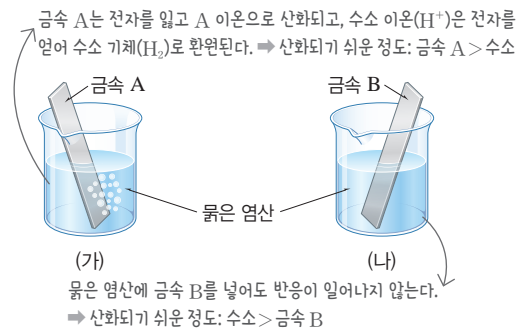 금속 A는 전자를 잃고 A 이온으로 산화되고, 수소 이온(H⁺)은 전자를
얻어 수소 기체(H₂)로 환원된다. ➡ 산화되기 쉬운 정도: 금속 A > 수소
금속 A
금속 B
묽은 염산
(가)
(나)
묽은 염산에 금속 B를 넣어도 반응이 일어나지 않는다.
➡ 산화되기 쉬운 정도: 수소 > 금속 B